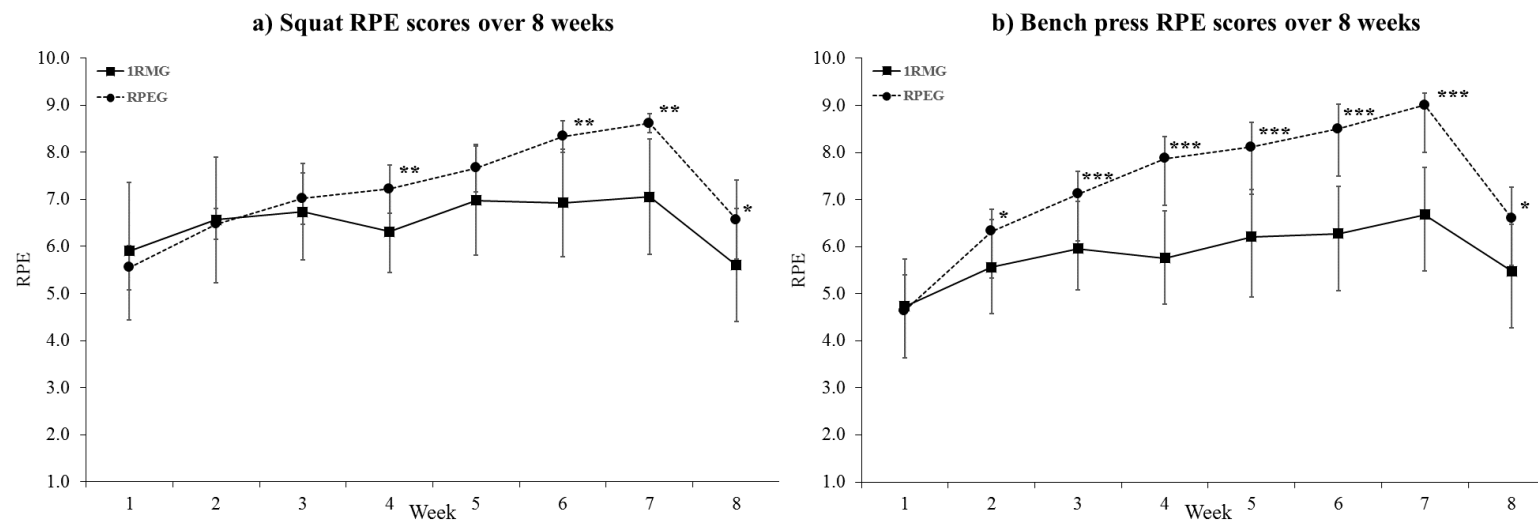 a) Squat RPE scores over 8 weeks
10.0
9.0
8.0
7.0
6.0
5.0
4.0
3.0
2.0
1.0
RPE
1RMG
RPEG
**
**
**
*
1 2 3 4 5 6 7 8
Week
b) Bench press RPE scores over 8 weeks
10.0
9.0
8.0
7.0
6.0
5.0
4.0
3.0
2.0
1.0
RPE
1RMG
RPEG
*
***
***
***
***
***
*
1 2 3 4 5 6 7 8
Week